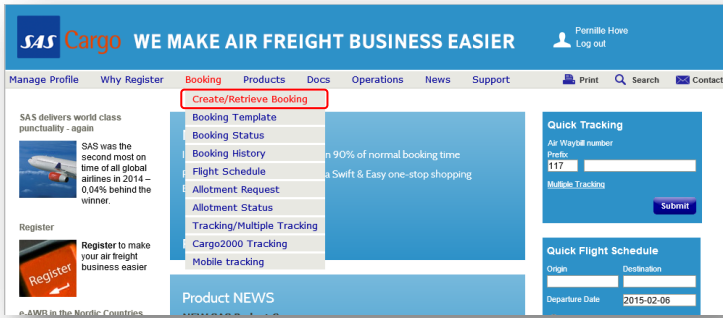 SAS Cargo WE MAKE AIR FREIGHT BUSINESS EASIER
Pernille Hove
Log out
Manage Profile Why Register Booking Products Docs Operations News Support Print Search Contact
Create/Retrieve Booking
Booking Template
Booking Status
Booking History
Flight Schedule
Allotment Request
Allotment Status
Tracking/Multiple Tracking
Cargo2000 Tracking
Mobile tracking
SAS delivers world class
punctuality - again
SAS was the
second most on
time of all global
airlines in 2014 –
0,04% behind the
winner.
Register
Register
Register to make
your air freight
business easier
e-AWB in the Nordic Countries
n 90% of normal booking time
a Swift & Easy one-stop shopping
Product NEWS
Quick Tracking
Air Waybill number
Prefix
117
Multiple Tracking
Submit
Quick Flight Schedule
Origin Destination
Departure Date 2015-02-06